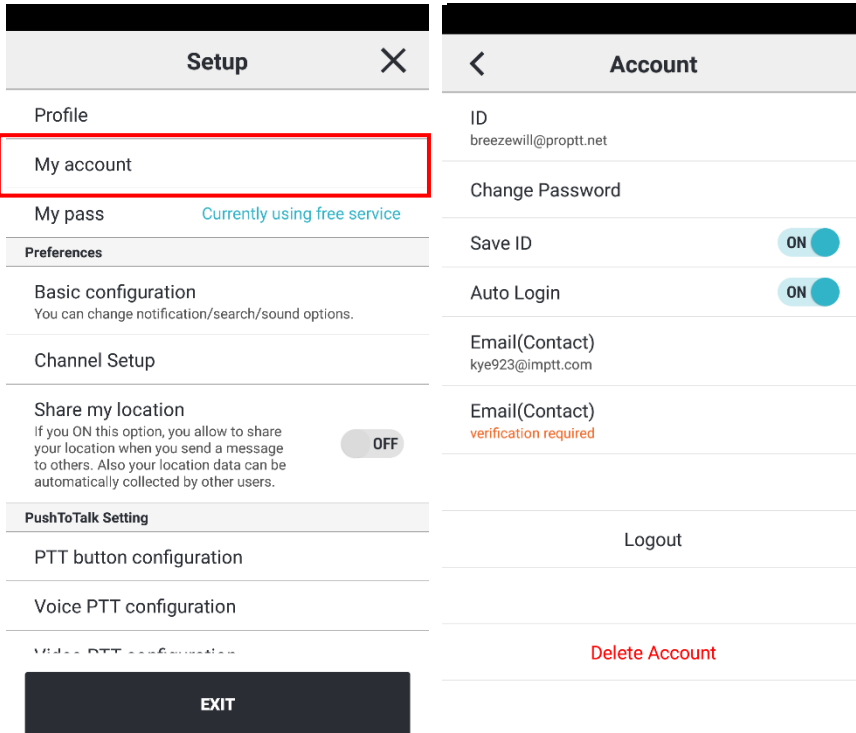 Setup
Profile
My account
My pass
Currently using free service
Preferences
Basic configuration
You can change notification/search/sound options.
Channel Setup
Share my location
If you ON this option, you allow to share
your location when you send a message
to others. Also your location data can be
automatically collected by other users.
OFF
PushToTalk Setting
PTT button configuration
Voice PTT configuration
Video PTT configuration
EXIT
Account
ID
breezewill@proptt.net
Change Password
Save ID
ON
Auto Login
ON
Email(Contact)
kye923@imptt.com
Email(Contact)
verification required
Logout
Delete Account